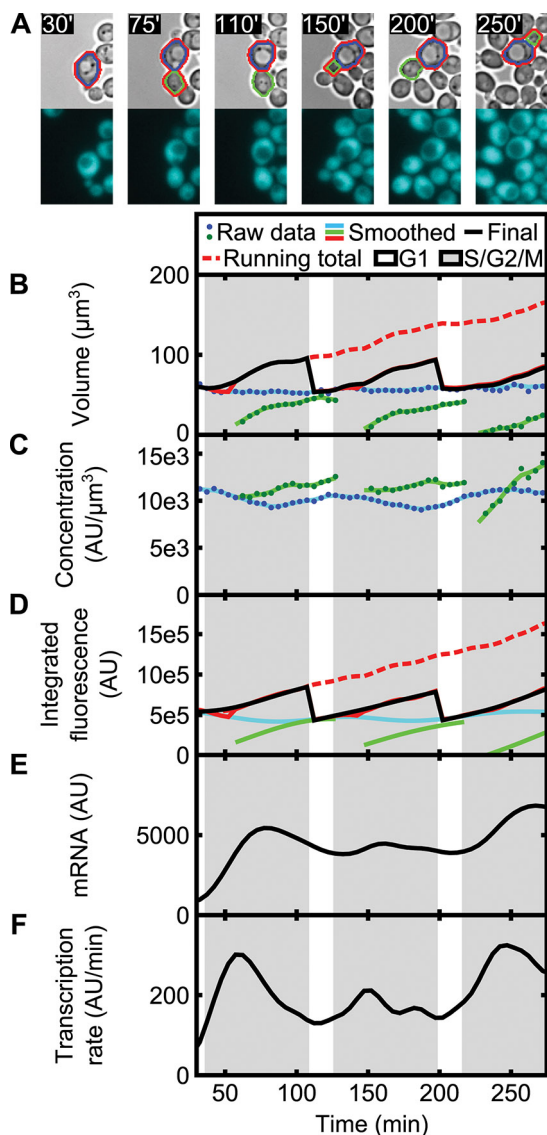 A
30' 75' 110' 150' 200' 250'
Raw data Smoothed Final
Running total G1 S/G2/M
B
Volume (µm³)
200
100
0
C
Concentration
(AU/µm³)
15e3
10e3
5e3
0
D
Integrated
fluorescence
(AU)
15e5
10e5
5e5
0
E
mRNA (AU)
5000
0
F
Transcription
rate (AU/min)
200
0
50 100 150 200 250
Time (min)